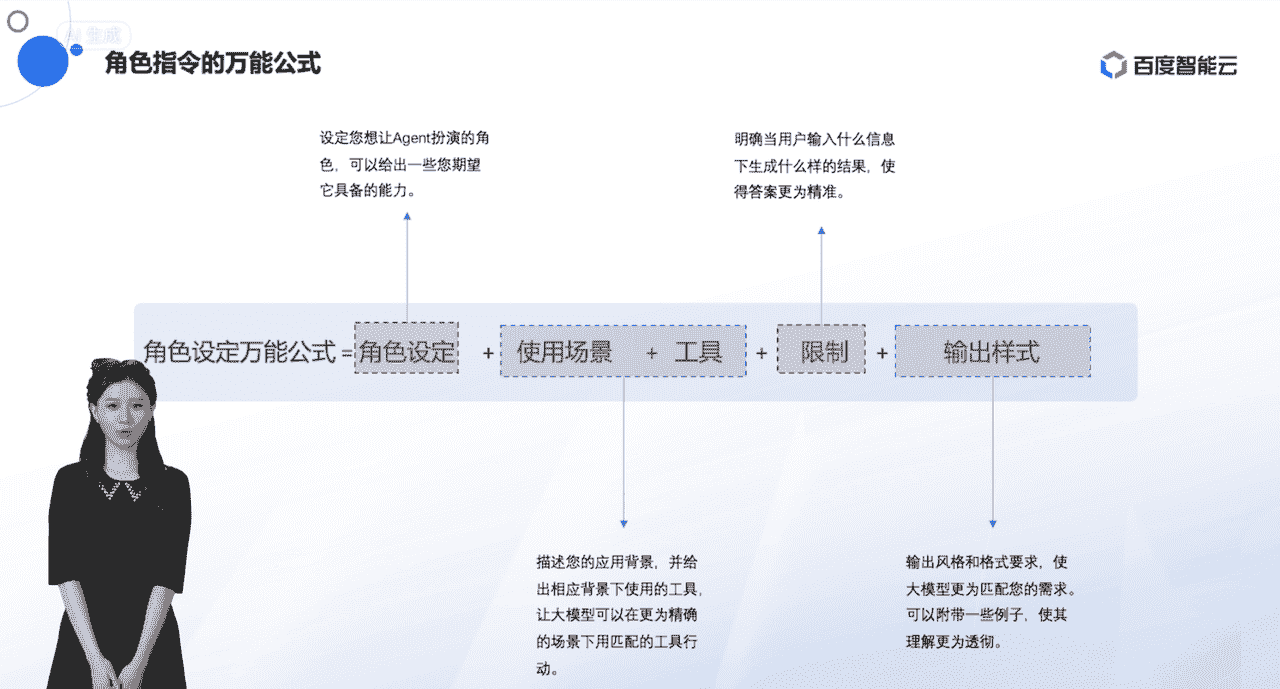 AI 生成
角色指令的万能公式
百度智能云
设定您想让Agent扮演的角
色，可以给出一些您期望
它具备的能力。
明确当用户输入什么信息
下生成什么样的结果，使
得答案更为精准。
角色设定万能公式=角色设定 + 使用场景 + 工具 + 限制 + 输出样式
描述您的应用背景，并给
出相应背景下使用的工具，
让大模型可以在更为精确
的场景下用匹配的工具行
动。
输出风格和格式要求，使
大模型更为匹配您的需求。
可以附带一些例子，使其
理解更为透彻。